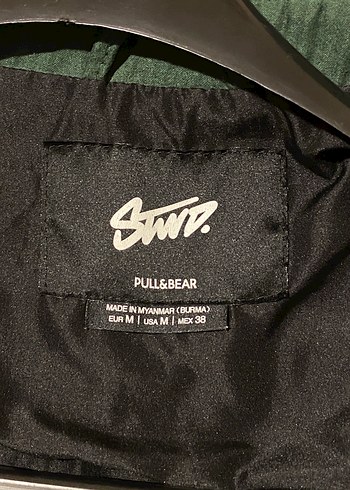 STWD.
PULL&BEAR
MADE IN MYANMAR (BURMA)
EUR M | USA M | MEX 38